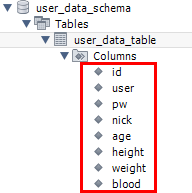 user_data_schema
Tables
user_data_table
Columns
id
user
pw
nick
age
height
weight
blood